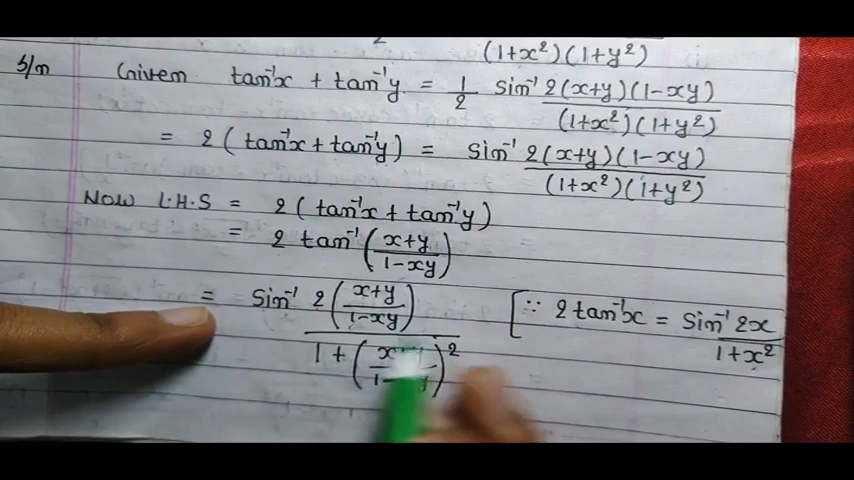 2
(1+x²)(1+y²)
S/n Given tan⁻¹x + tan⁻¹y = 1/2 sin⁻¹ 2(x+y)(1-xy)/(1+x²)(1+y²)
= 2(tan⁻¹x + tan⁻¹y) = sin⁻¹ 2(x+y)(1-xy)/(1+x²)(1+y²)
Now L.H.S = 2(tan⁻¹x + tan⁻¹y)
= 2 tan⁻¹((x+y)/(1-xy))
= sin⁻¹ 2((x+y)/(1-xy))/1+( )² [∵ 2tan⁻¹x = sin⁻¹ 2x/1+x²